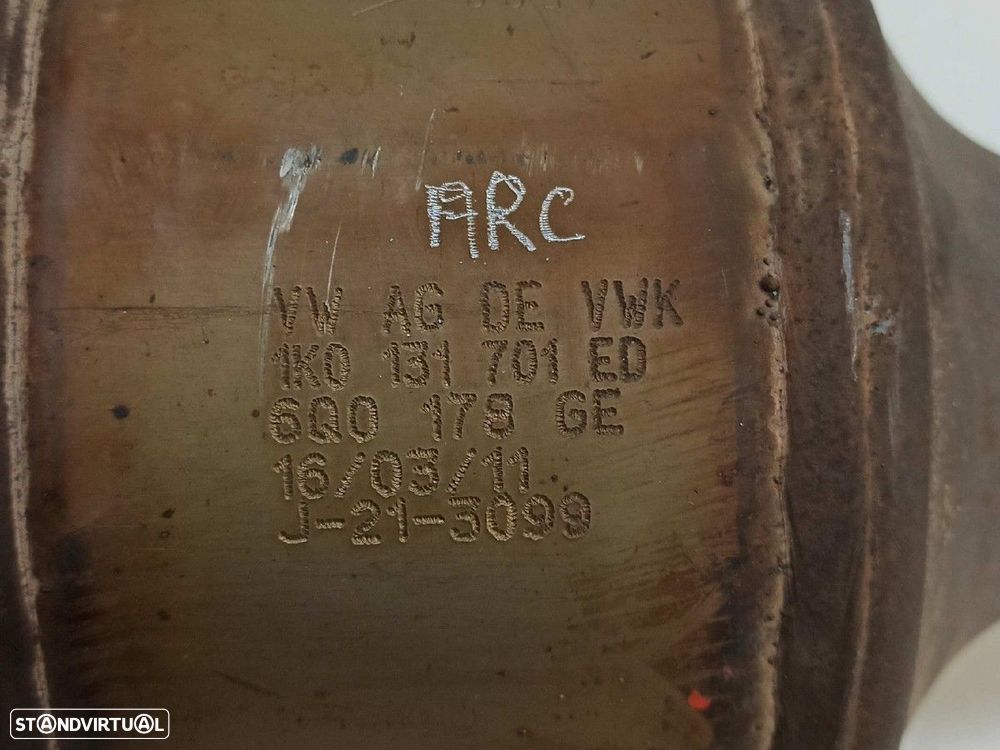 ARC
VW AG DE VWK
1K0 131 701 ED
6Q0 178 GE
16/03/11
J-21-3099
STANDVIRTUAL